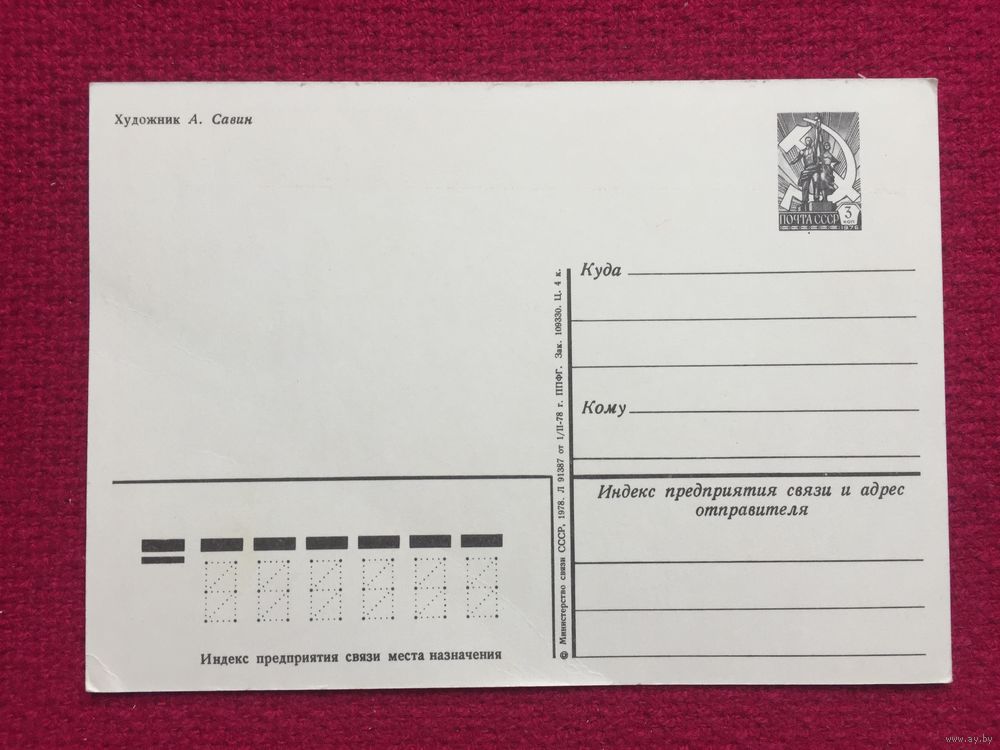 Художник А. Савин
ПОЧТА СССР
3
КОП
1976
Куда
Кому
Индекс предприятия связи и адрес
отправителя
© Министерство связи СССР, 1978. Л 91387 от 1/II-78 г. ППФГ. Зак. 109330. Ц. 4 к.
Индекс предприятия связи места назначения
www.ay.by